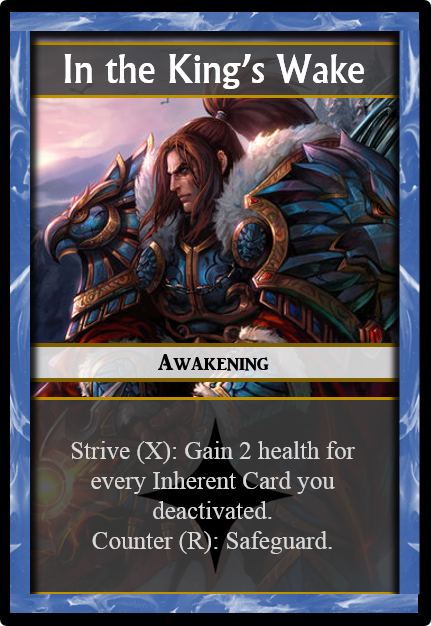 In the King's Wake
Awakening
Strive (X): Gain 2 health for
every Inherent Card you
deactivated.
Counter (R): Safeguard.